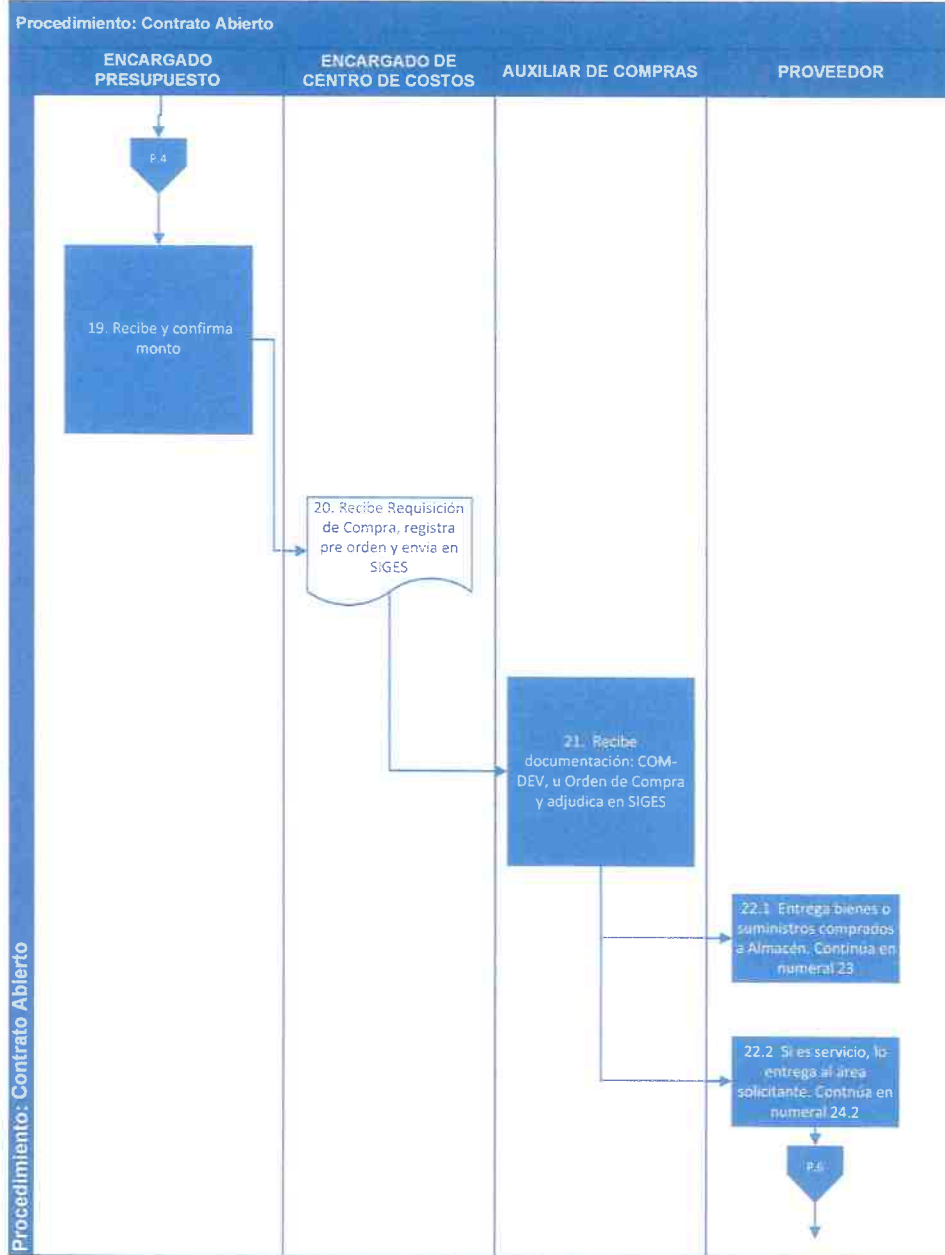 Procedimiento: Contrato Abierto
ENCARGADO
PRESUPUESTO
ENCARGADO DE
CENTRO DE COSTOS
AUXILIAR DE COMPRAS
PROVEEDOR
P.4
19. Recibe y confirma
monto
20. Recibe Requisición
de Compra, registra
pre orden y envia en
SIGES
21. Recibe
documentación: COM-
DEV, u Orden de Compra
y adjudica en SIGES
22.1 Entrega bienes o
suministros comprados
a Almacén. Continúa en
numeral 23
22.2 Si es servicio, lo
entrega al área
solicitante. Contnúa en
numeral 24.2
P.6
Procedimiento: Contrato Abierto